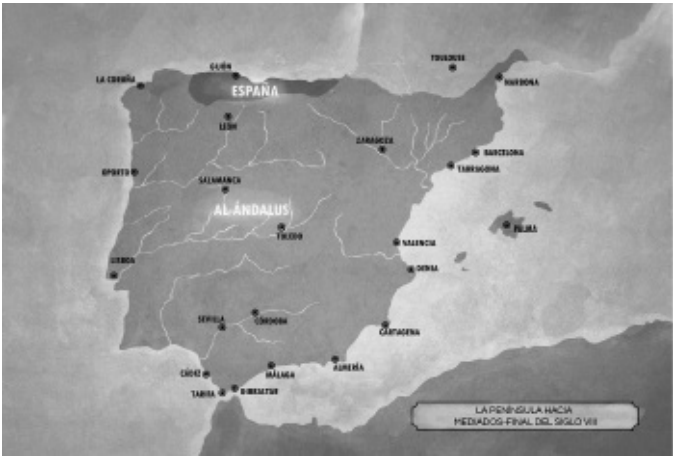 TOULOUSE
GIJÓN
LA CORUÑA
NARBONA
ESPAÑA
LEÓN
ZARAGOZA
BARCELONA
OPORTO
TARRAGONA
SALAMANCA
AL-ÁNDALUS
PALMA
TOLEDO
VALENCIA
LISBOA
DENIA
SEVILLA
CÓRDOBA
CARTAGENA
CÁDIZ
MÁLAGA
ALMERÍA
TARIFA
GIBRALTAR
LA PENÍNSULA HACIA
MEDIADOS-FINAL DEL SIGLO VIII